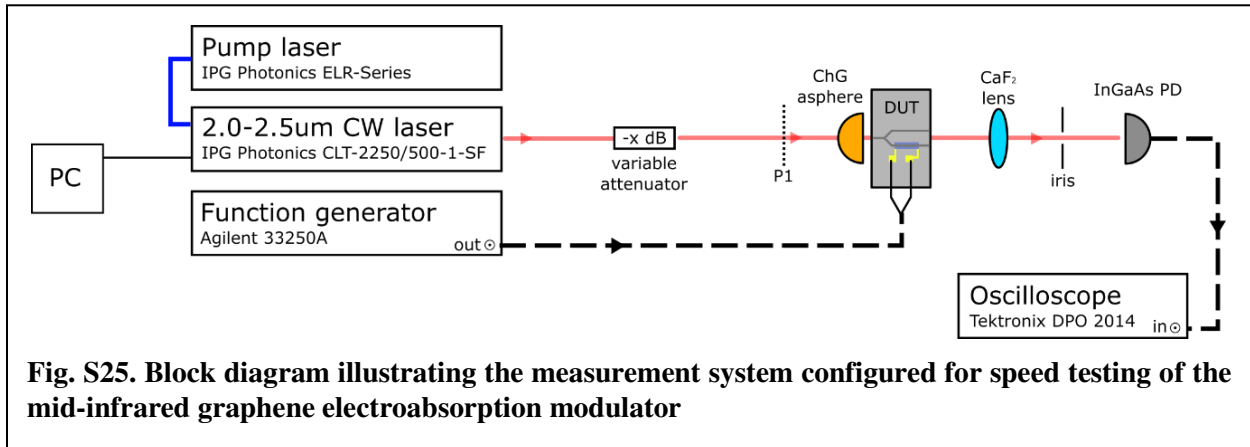 Pump laser
IPG Photonics ELR-Series
2.0-2.5um CW laser
IPG Photonics CLT-2250/500-1-SF
PC
Function generator
Agilent 33250A
out
-x dB
variable
attenuator
P1
ChG
asphere
DUT
CaF₂
lens
iris
InGaAs PD
Oscilloscope
Tektronix DPO 2014
in
Fig. S25. Block diagram illustrating the measurement system configured for speed testing of the
mid-infrared graphene electroabsorption modulator